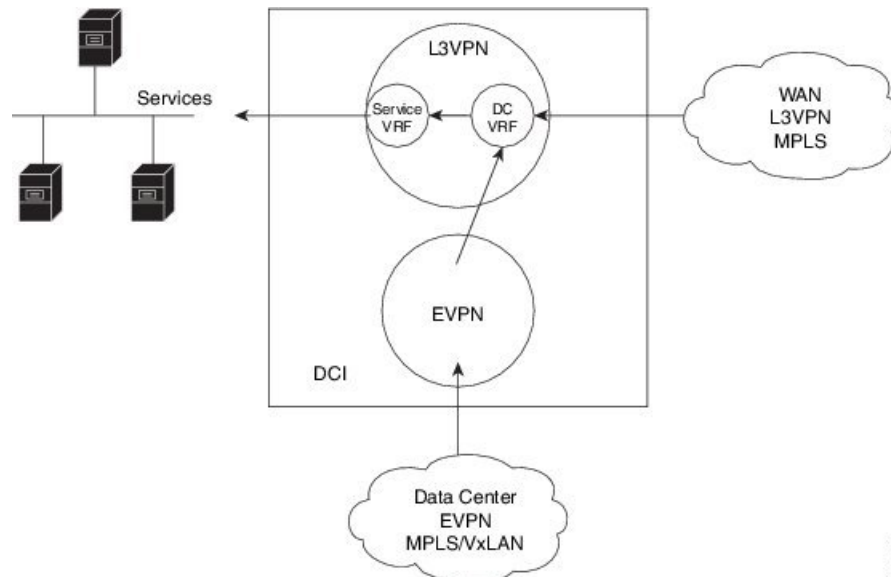 L3VPN
Services
Service
VRF
DC
VRF
WAN
L3VPN
MPLS
EVPN
DCI
Data Center
EVPN
MPLS/VxLAN